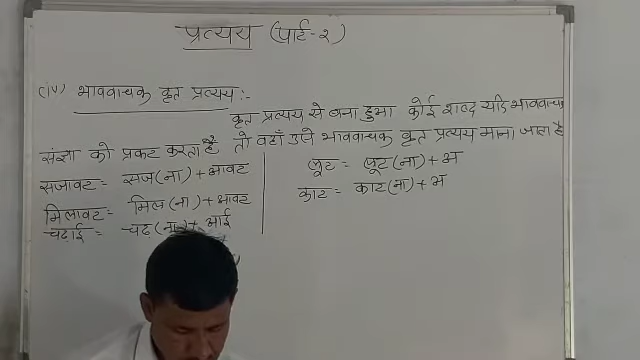 प्रत्यय (पार्ट-२)
(iv) भाववाचक कृत प्रत्यय:-
कृत प्रत्यय से बना हुआ कोई शब्द यदि भाववाचक
संज्ञा को प्रकट करता है तो वहाँ उसे भाववाचक कृत प्रत्यय माना जाता है
सजावट = सज(ना)+आवट
मिलावट = मिल(ना)+आवट
चढाई = चढ(ना)+आई
लूट = लूट(ना)+अ
काट = काट(ना)+अ